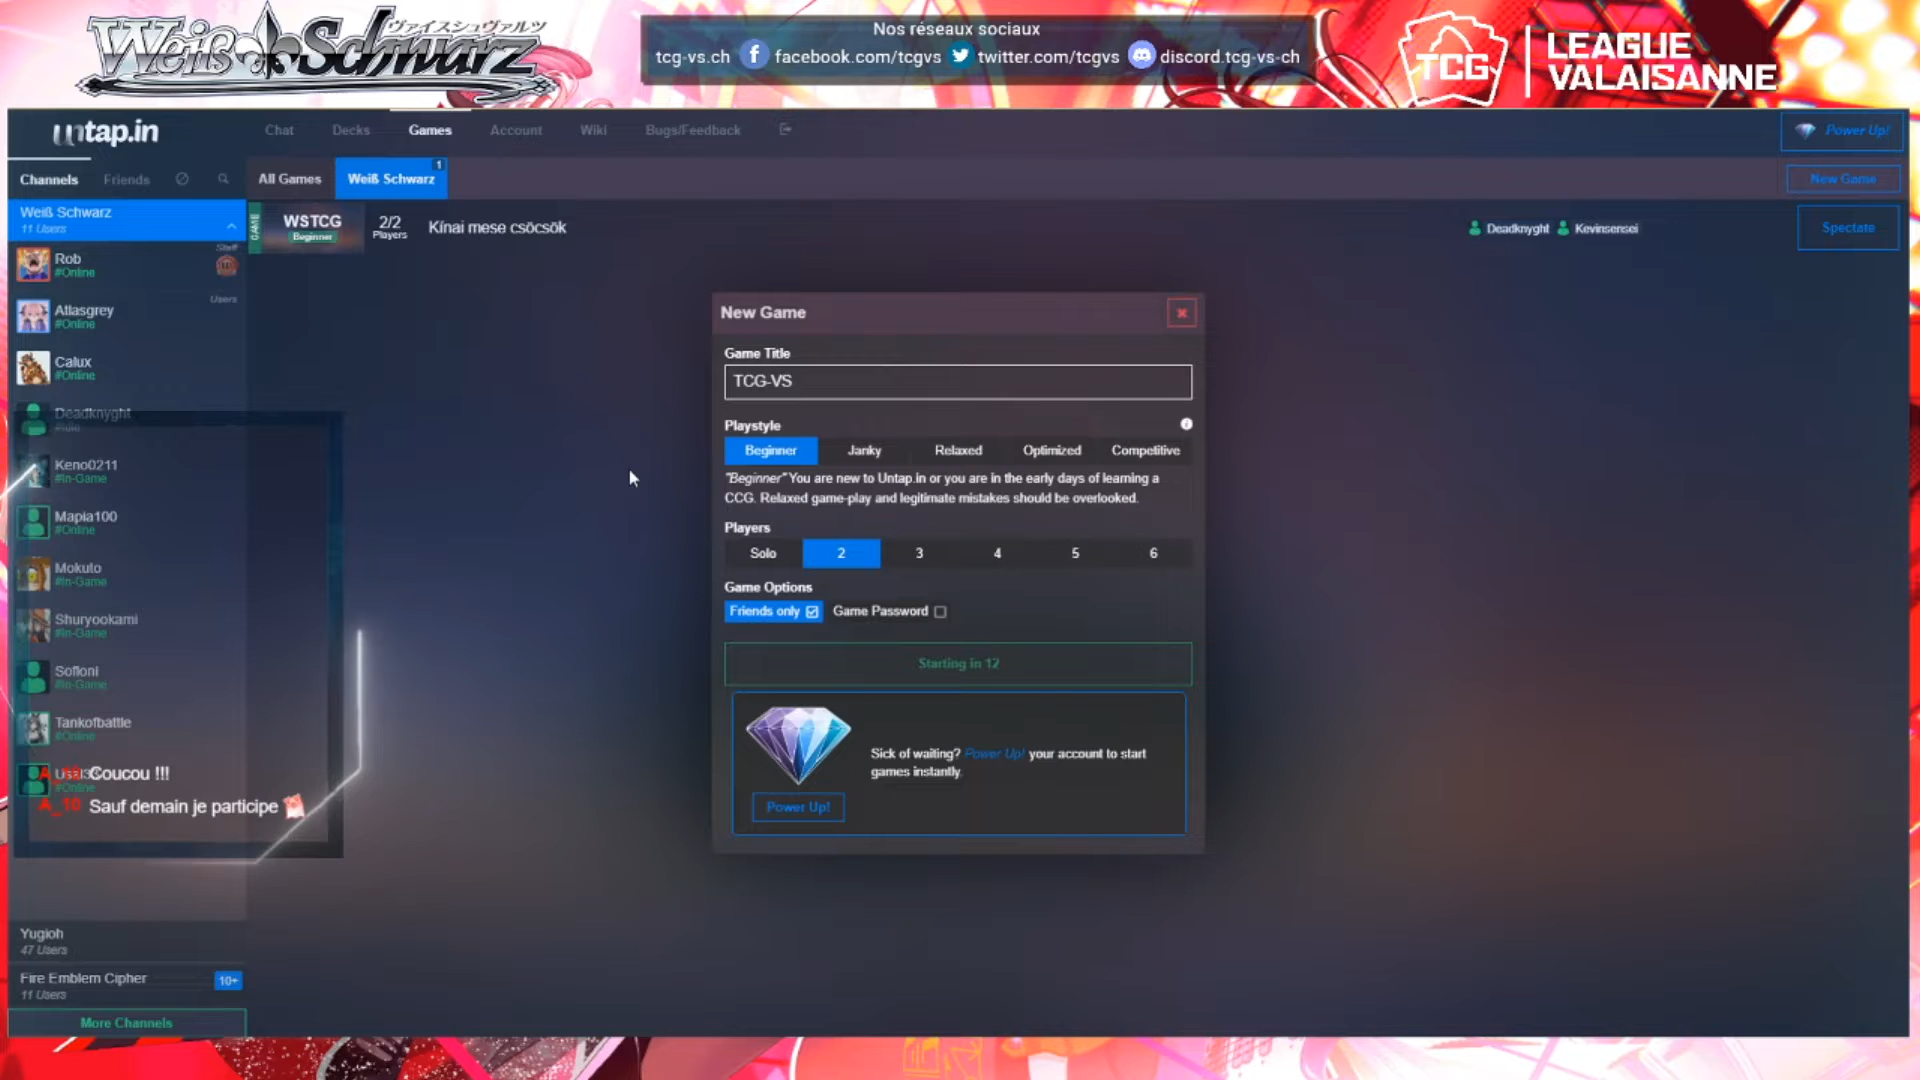 Weiß Schwarz
ヴァイスシュヴァルツ
Nos réseaux sociaux
tcg-vs.ch facebook.com/tcgvs twitter.com/tcgvs discord.tcg-vs-ch
TCG
LEAGUE
VALAISANNE
untap.in
Chat Decks Games Account Wiki Bugs/Feedback
Power Up!
Channels Friends
All Games Weiß Schwarz 1
New Game
Weiß Schwarz
11 Users
GAME
WSTCG
Beginner
2/2
Players
Kínai mese csöcsök
Deadknyght Kevinsensei
Spectate
Staff
Rob
#Online
Users
Atlasgrey
#Online
Calux
#Online
Deadknyght
#Idle
Keno0211
#In-Game
Mapia100
#Online
Mokuto
#In-Game
Shuryookami
#In-Game
Sofloni
#In-Game
Tankofbattle
#Online
#Online
A_10 Coucou !!!
A_10 Sauf demain je participe
Yugioh
47 Users
Fire Emblem Cipher
11 Users
10+
More Channels
New Game
Game Title
TCG-VS
Playstyle
Beginner Janky Relaxed Optimized Competitive
"Beginner" You are new to Untap.in or you are in the early days of learning a
CCG. Relaxed game-play and legitimate mistakes should be overlooked.
Players
Solo 2 3 4 5 6
Game Options
Friends only Game Password
Starting in 12
Sick of waiting? Power Up! your account to start
games instantly.
Power Up!